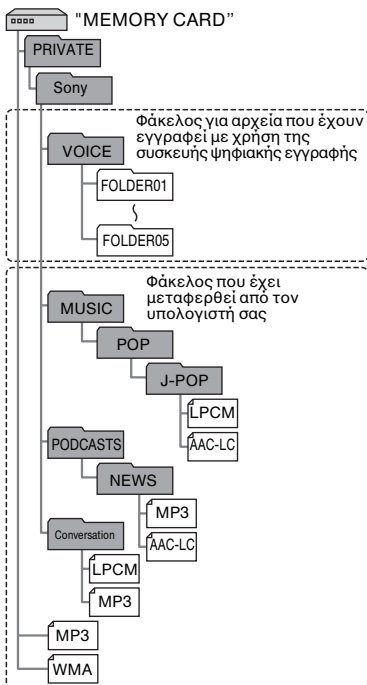 "MEMORY CARD”
PRIVATE
Sony
Φάκελος για αρχεία που έχουν
εγγραφεί με χρήση της
συσκευής ψηφιακής εγγραφής
VOICE
FOLDER01
FOLDER05
Φάκελος που έχει
μεταφερθεί από τον
υπολογιστή σας
MUSIC
POP
J-POP
LPCM
AAC-LC
PODCASTS
NEWS
MP3
AAC-LC
Conversation
LPCM
MP3
MP3
WMA